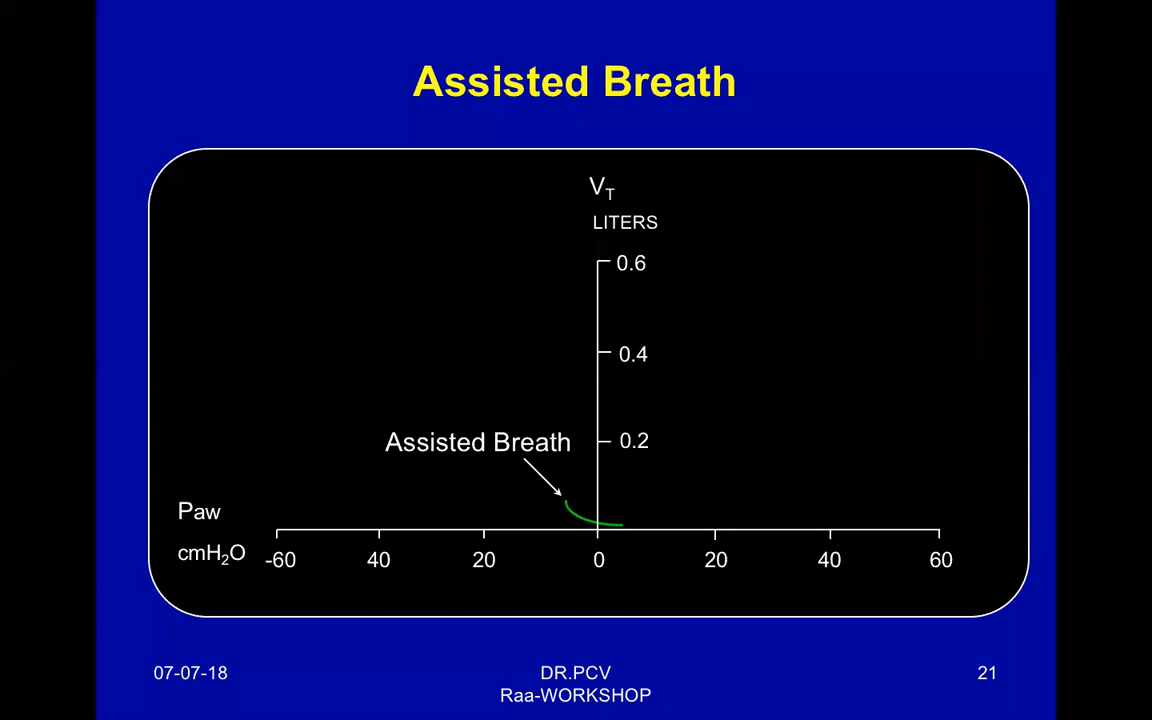 Assisted Breath
V_T
LITERS
0.6
0.4
0.2
Assisted Breath
Paw
cmH₂O
-60 40 20 0 20 40 60
07-07-18
DR.PCV
Raa-WORKSHOP
21